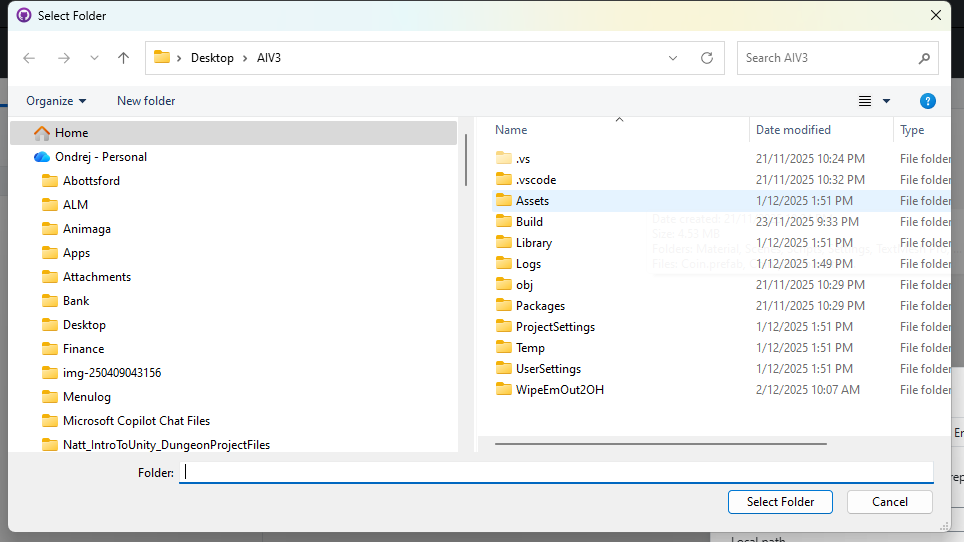 Select Folder
Desktop AIV3
Search AIV3
Organize New folder
Home
Ondrej - Personal
Abottsford
ALM
Animaga
Apps
Attachments
Bank
Desktop
Finance
img-250409043156
Menulog
Microsoft Copilot Chat Files
Natt_IntroToUnity_DungeonProjectFiles
Name Date modified Type
.vs 21/11/2025 10:24 PM File folder
.vscode 21/11/2025 10:32 PM File folder
Assets 1/12/2025 1:51 PM File folder
Build 23/11/2025 9:33 PM File folder
Library 1/12/2025 1:51 PM File folder
Logs 1/12/2025 1:49 PM File folder
obj 21/11/2025 10:29 PM File folder
Packages 21/11/2025 10:29 PM File folder
ProjectSettings 1/12/2025 1:51 PM File folder
Temp 1/12/2025 1:51 PM File folder
UserSettings 1/12/2025 1:51 PM File folder
WipeEmOut2OH 2/12/2025 10:07 AM File folder
Date created: 21/11
Size: 4.53 MB
Folders: Material,
Files: Coin.prefab,
Folder:
Select Folder Cancel
Local path